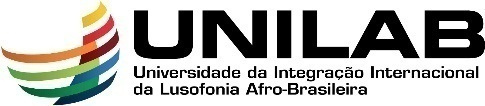 UNILAB
Universidade da Integração Internacional
da Lusofonia Afro-Brasileira